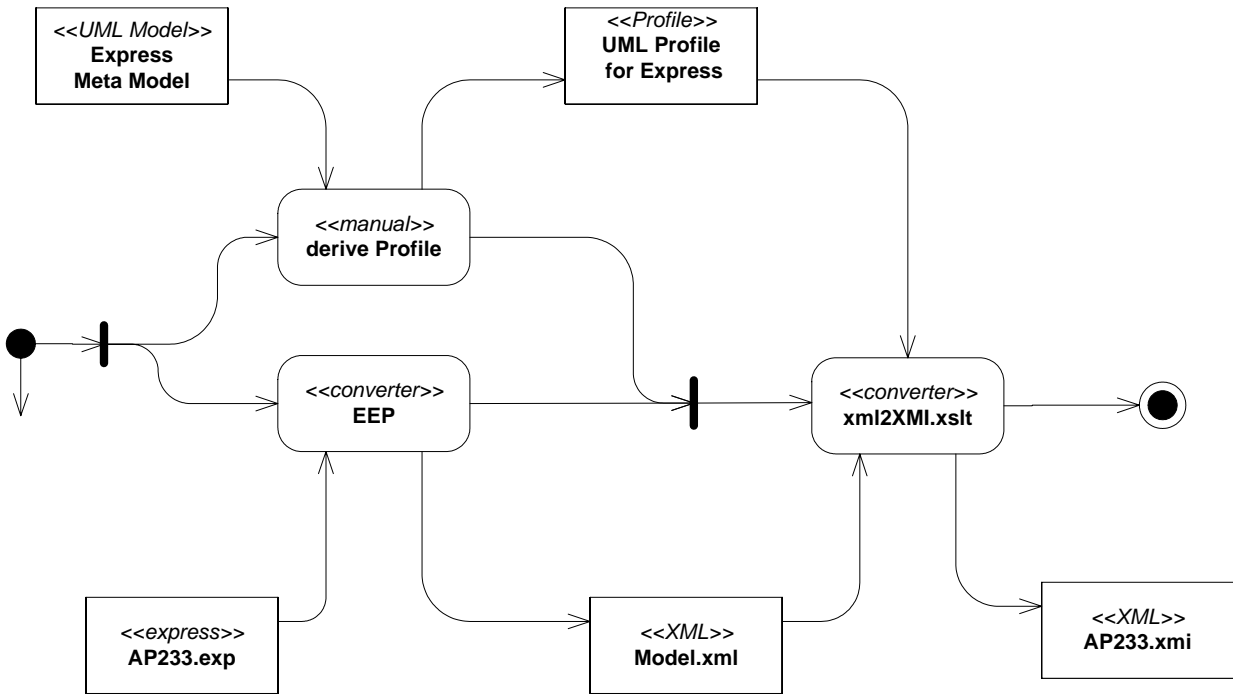 <<UML Model>>
Express
Meta Model
<<Profile>>
UML Profile
for Express
<<manual>>
derive Profile
<<converter>>
EEP
<<converter>>
xml2XMI.xslt
<<express>>
AP233.exp
<<XML>>
Model.xml
<<XML>>
AP233.xmi